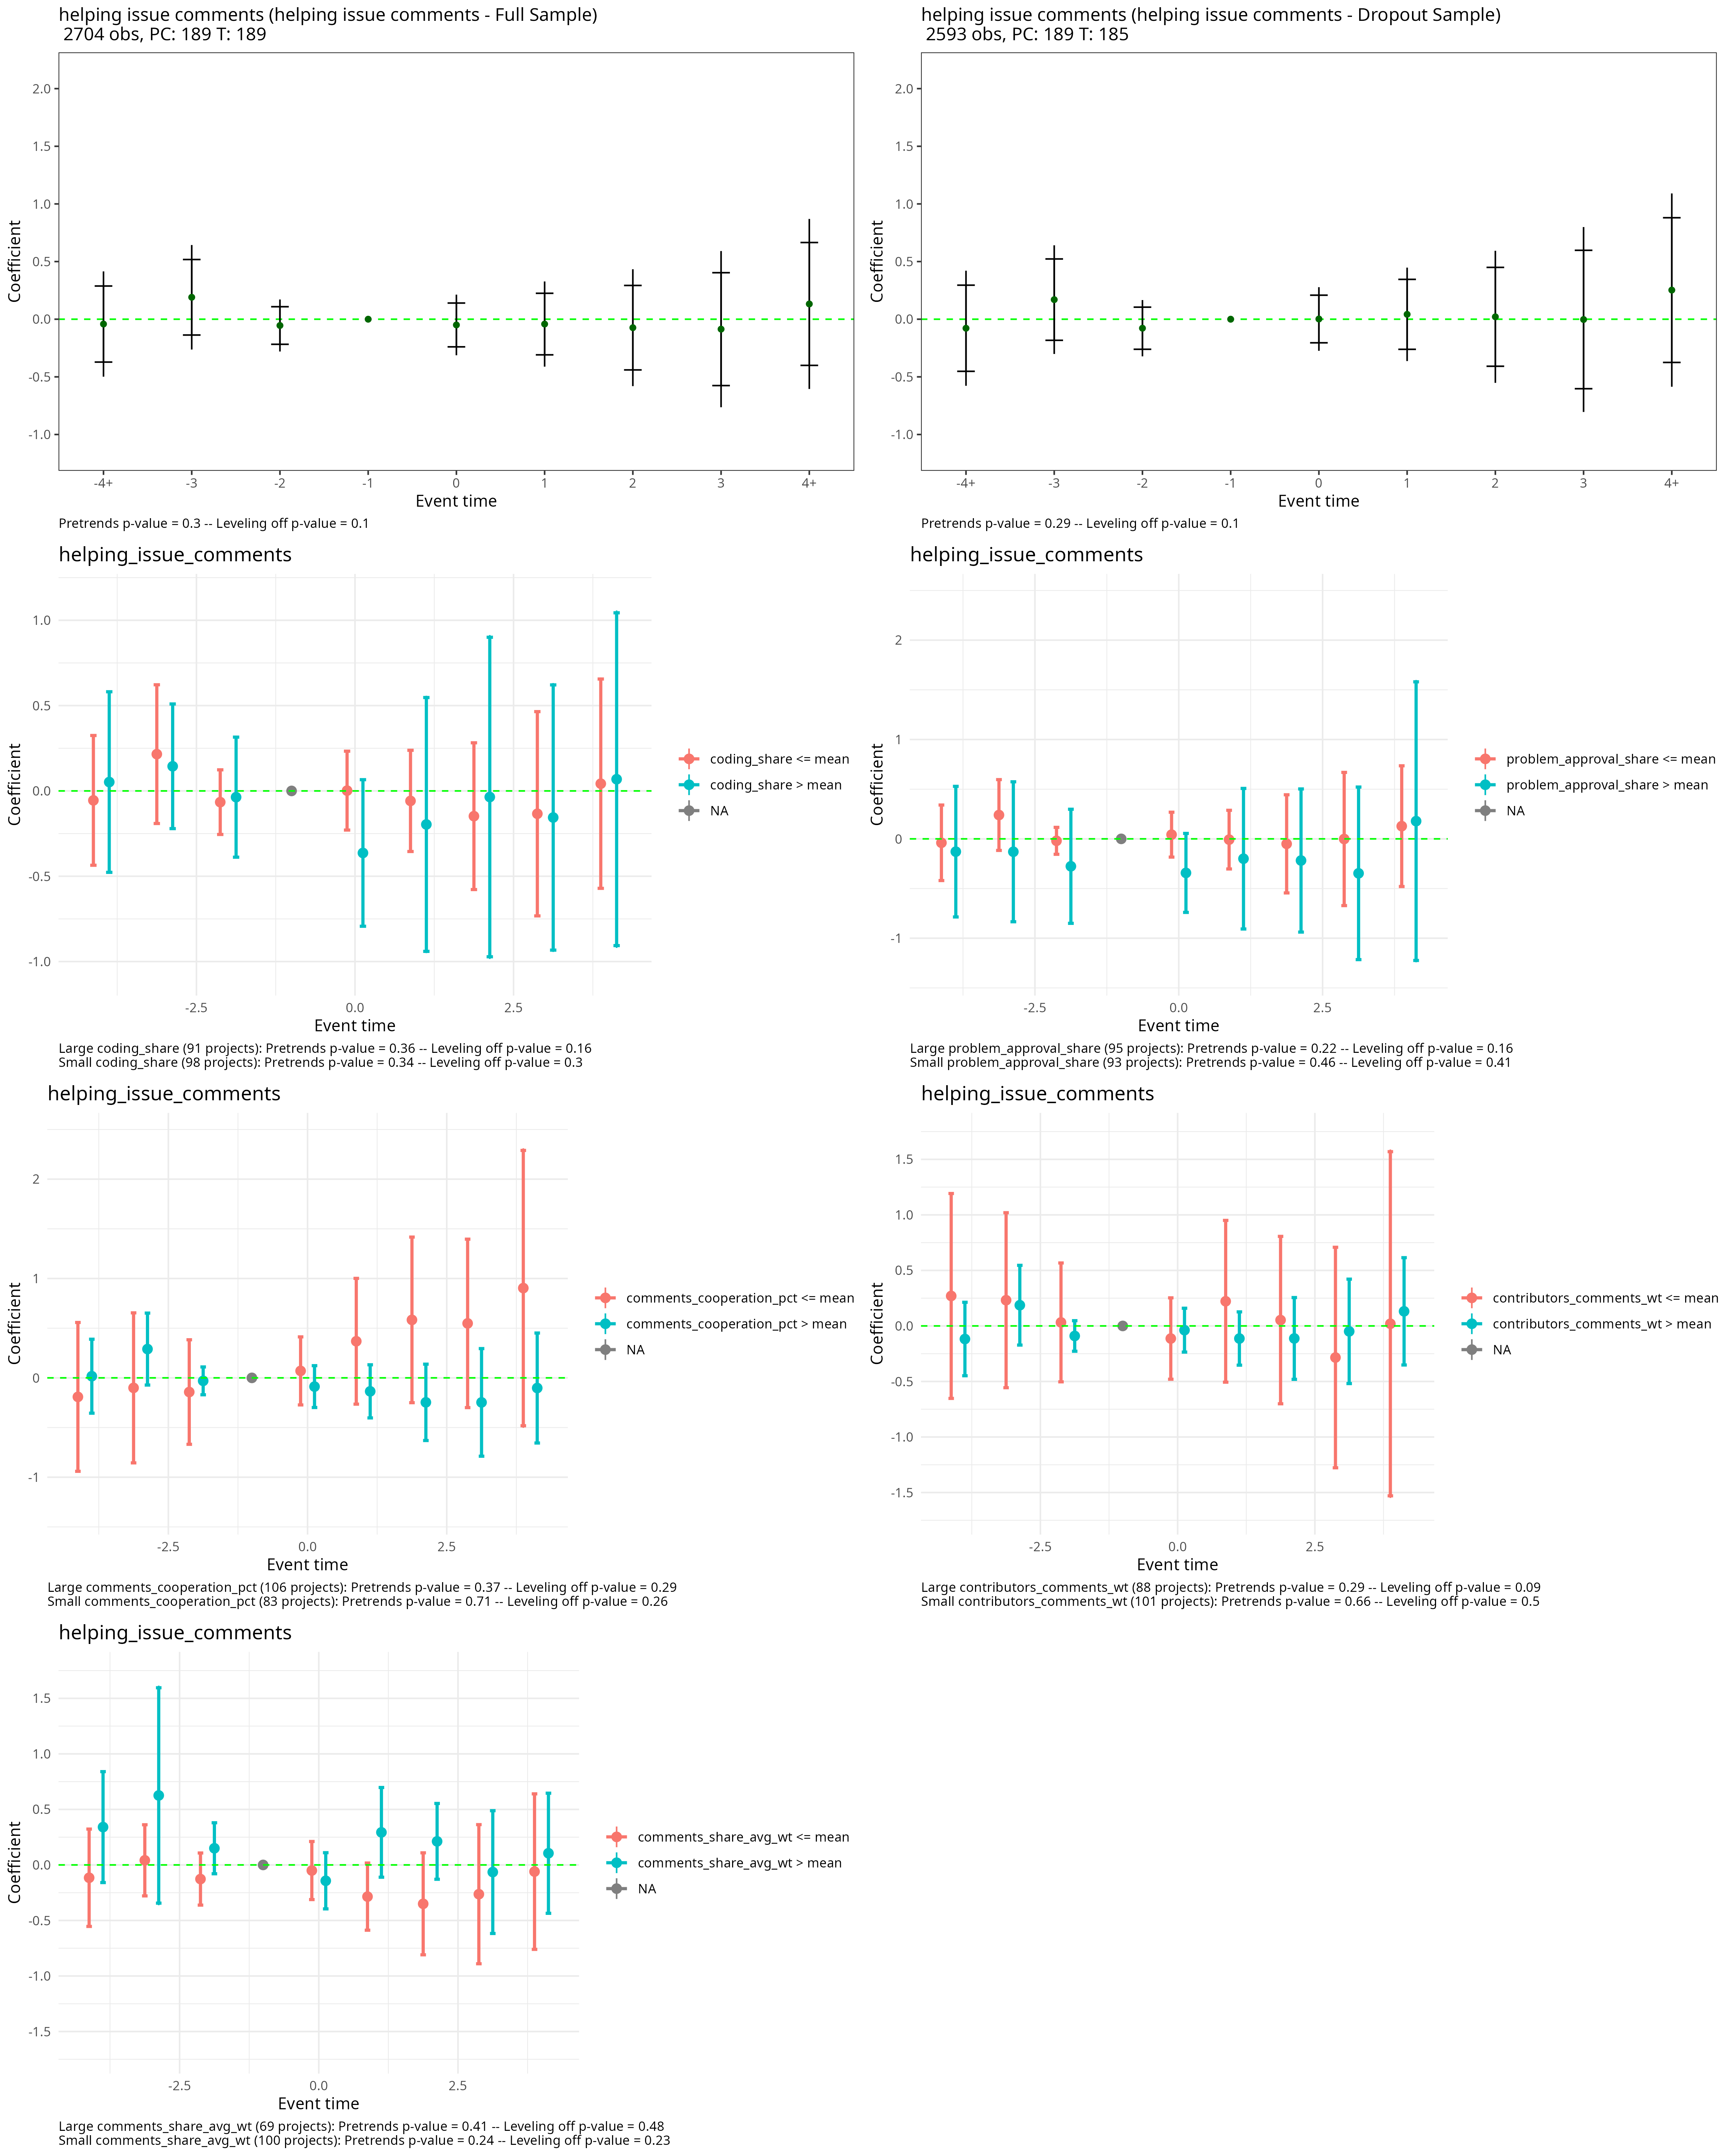 helping issue comments (helping issue comments - Full Sample)
2704 obs, PC: 189 T: 189
2.0
1.5
1.0
0.5
0.0
-0.5
-1.0
Coefficient
-4+ -3 -2 -1 0 1 2 3 4+
Event time
Pretrends p-value = 0.3 -- Leveling off p-value = 0.1
helping issue comments (helping issue comments - Dropout Sample)
2593 obs, PC: 189 T: 185
2.0
1.5
1.0
0.5
0.0
-0.5
-1.0
Coefficient
-4+ -3 -2 -1 0 1 2 3 4+
Event time
Pretrends p-value = 0.29 -- Leveling off p-value = 0.1
helping_issue_comments
1.0
0.5
0.0
-0.5
-1.0
Coefficient
-2.5 0.0 2.5
Event time
coding_share <= mean
coding_share > mean
NA
Large coding_share (91 projects): Pretrends p-value = 0.36 -- Leveling off p-value = 0.16
Small coding_share (98 projects): Pretrends p-value = 0.34 -- Leveling off p-value = 0.3
helping_issue_comments
2
1
0
-1
Coefficient
-2.5 0.0 2.5
Event time
problem_approval_share <= mean
problem_approval_share > mean
NA
Large problem_approval_share (95 projects): Pretrends p-value = 0.22 -- Leveling off p-value = 0.16
Small problem_approval_share (93 projects): Pretrends p-value = 0.46 -- Leveling off p-value = 0.41
helping_issue_comments
2
1
0
-1
Coefficient
-2.5 0.0 2.5
Event time
comments_cooperation_pct <= mean
comments_cooperation_pct > mean
NA
Large comments_cooperation_pct (106 projects): Pretrends p-value = 0.37 -- Leveling off p-value = 0.29
Small comments_cooperation_pct (83 projects): Pretrends p-value = 0.71 -- Leveling off p-value = 0.26
helping_issue_comments
1.5
1.0
0.5
0.0
-0.5
-1.0
-1.5
Coefficient
-2.5 0.0 2.5
Event time
contributors_comments_wt <= mean
contributors_comments_wt > mean
NA
Large contributors_comments_wt (88 projects): Pretrends p-value = 0.29 -- Leveling off p-value = 0.09
Small contributors_comments_wt (101 projects): Pretrends p-value = 0.66 -- Leveling off p-value = 0.5
helping_issue_comments
1.5
1.0
0.5
0.0
-0.5
-1.0
-1.5
Coefficient
-2.5 0.0 2.5
Event time
comments_share_avg_wt <= mean
comments_share_avg_wt > mean
NA
Large comments_share_avg_wt (69 projects): Pretrends p-value = 0.41 -- Leveling off p-value = 0.48
Small comments_share_avg_wt (100 projects): Pretrends p-value = 0.24 -- Leveling off p-value = 0.23